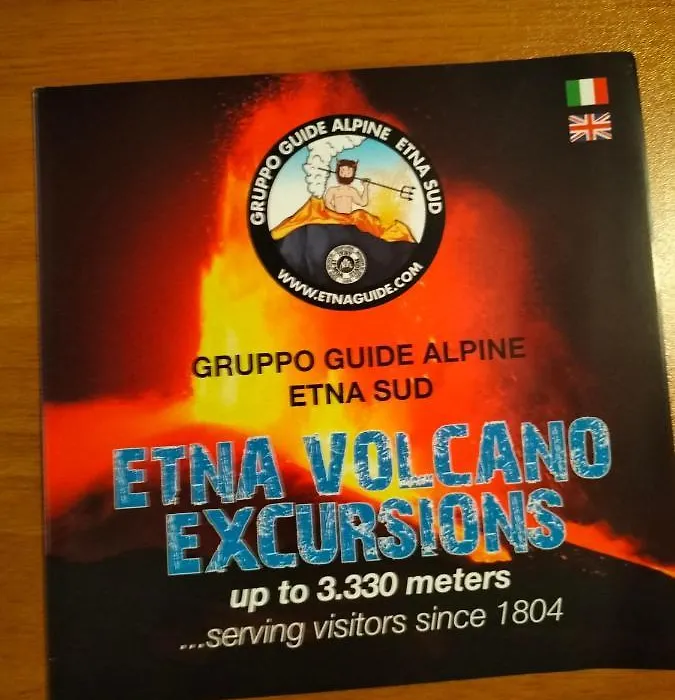 GRUPPO GUIDE ALPINE ETNA SUD
WWW.ETNAGUIDE.COM
GRUPPO GUIDE ALPINE
ETNA SUD
ETNA VOLCANO
EXCURSIONS
up to 3.330 meters
...serving visitors since 1804